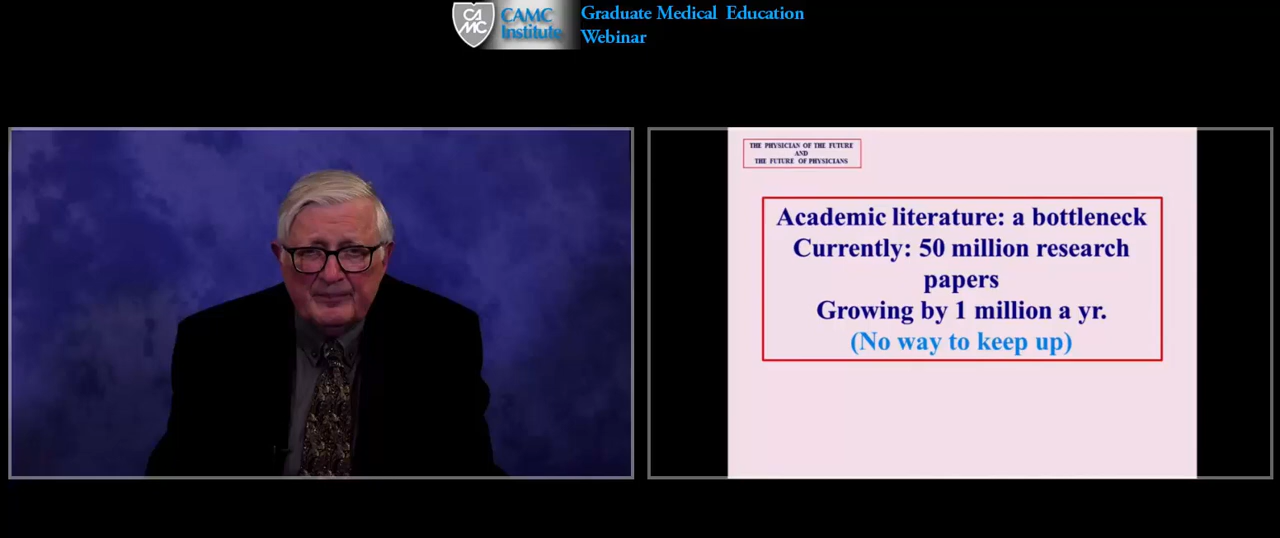 CAMC
CAMC
Institute
Graduate Medical Education
Webinar
THE PHYSICIAN OF THE FUTURE
AND
THE FUTURE OF PHYSICIANS
Academic literature: a bottleneck
Currently: 50 million research
papers
Growing by 1 million a yr.
(No way to keep up)